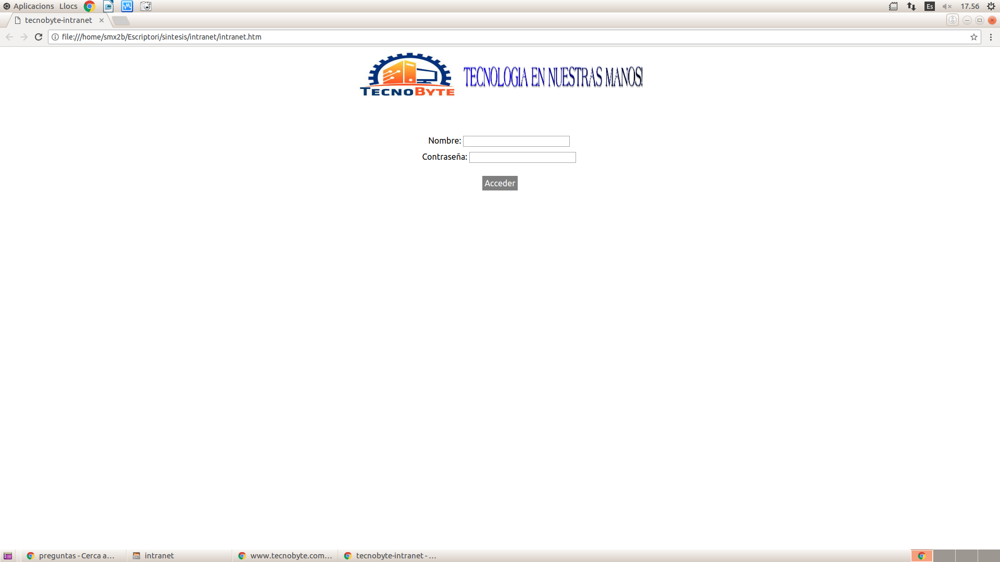 Aplicacions Llocs Es 17.56
tecnobyte-intranet
file:///home/smx2b/Escriptori/sintesis/intranet/intranet.htm
TECNOBYTE TECNOLOGIA EN NUESTRAS MANOS!
Nombre:
Contraseña:
Acceder
preguntas - Cerca a... intranet www.tecnobyte.com... tecnobyte-intranet - ...